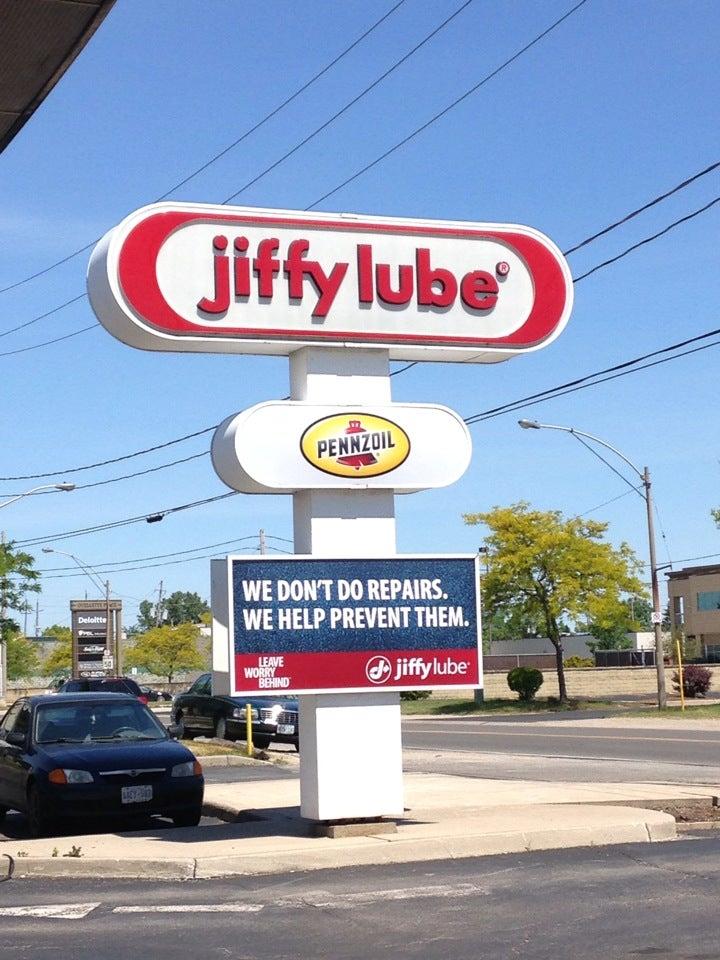 jiffy lube®
PENNZOIL
WE DON'T DO REPAIRS.
WE HELP PREVENT THEM.
LEAVE
WORRY
BEHIND
jiffy lube
Deloitte